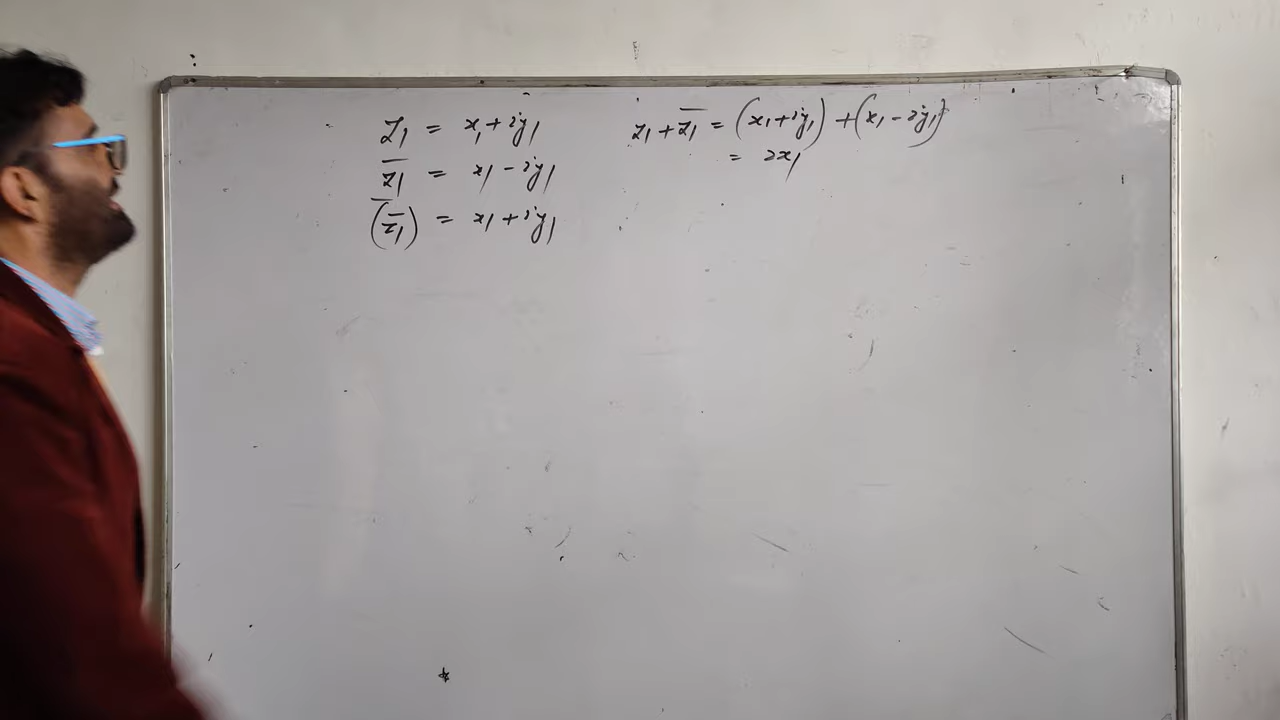 z₁ = x₁ + iy₁
z̅₁ = x₁ - iy₁
(z̅₁)̅ = x₁ + iy₁
z₁ + z̅₁ = (x₁ + iy₁) + (x₁ - iy₁)
= 2x₁